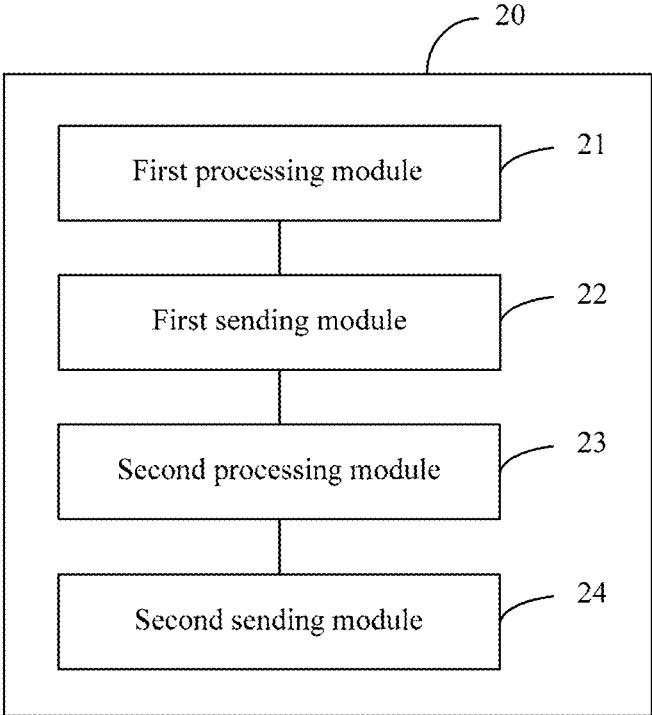 20
First processing module
21
First sending module
22
Second processing module
23
Second sending module
24